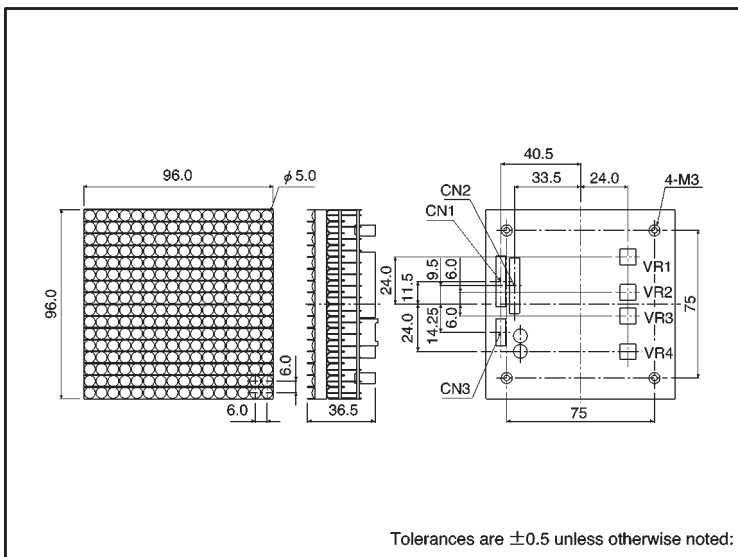 40.5
96.0
φ 5.0
33.5
24.0
4-M3
CN2
CN1
96.0
24.0
11.5
9.5
6.0
VR1
VR2
VR3
VR4
75
24.0
14.25
6.0
6.0
6.0
36.5
CN3
75
Tolerances are ±0.5 unless otherwise noted: